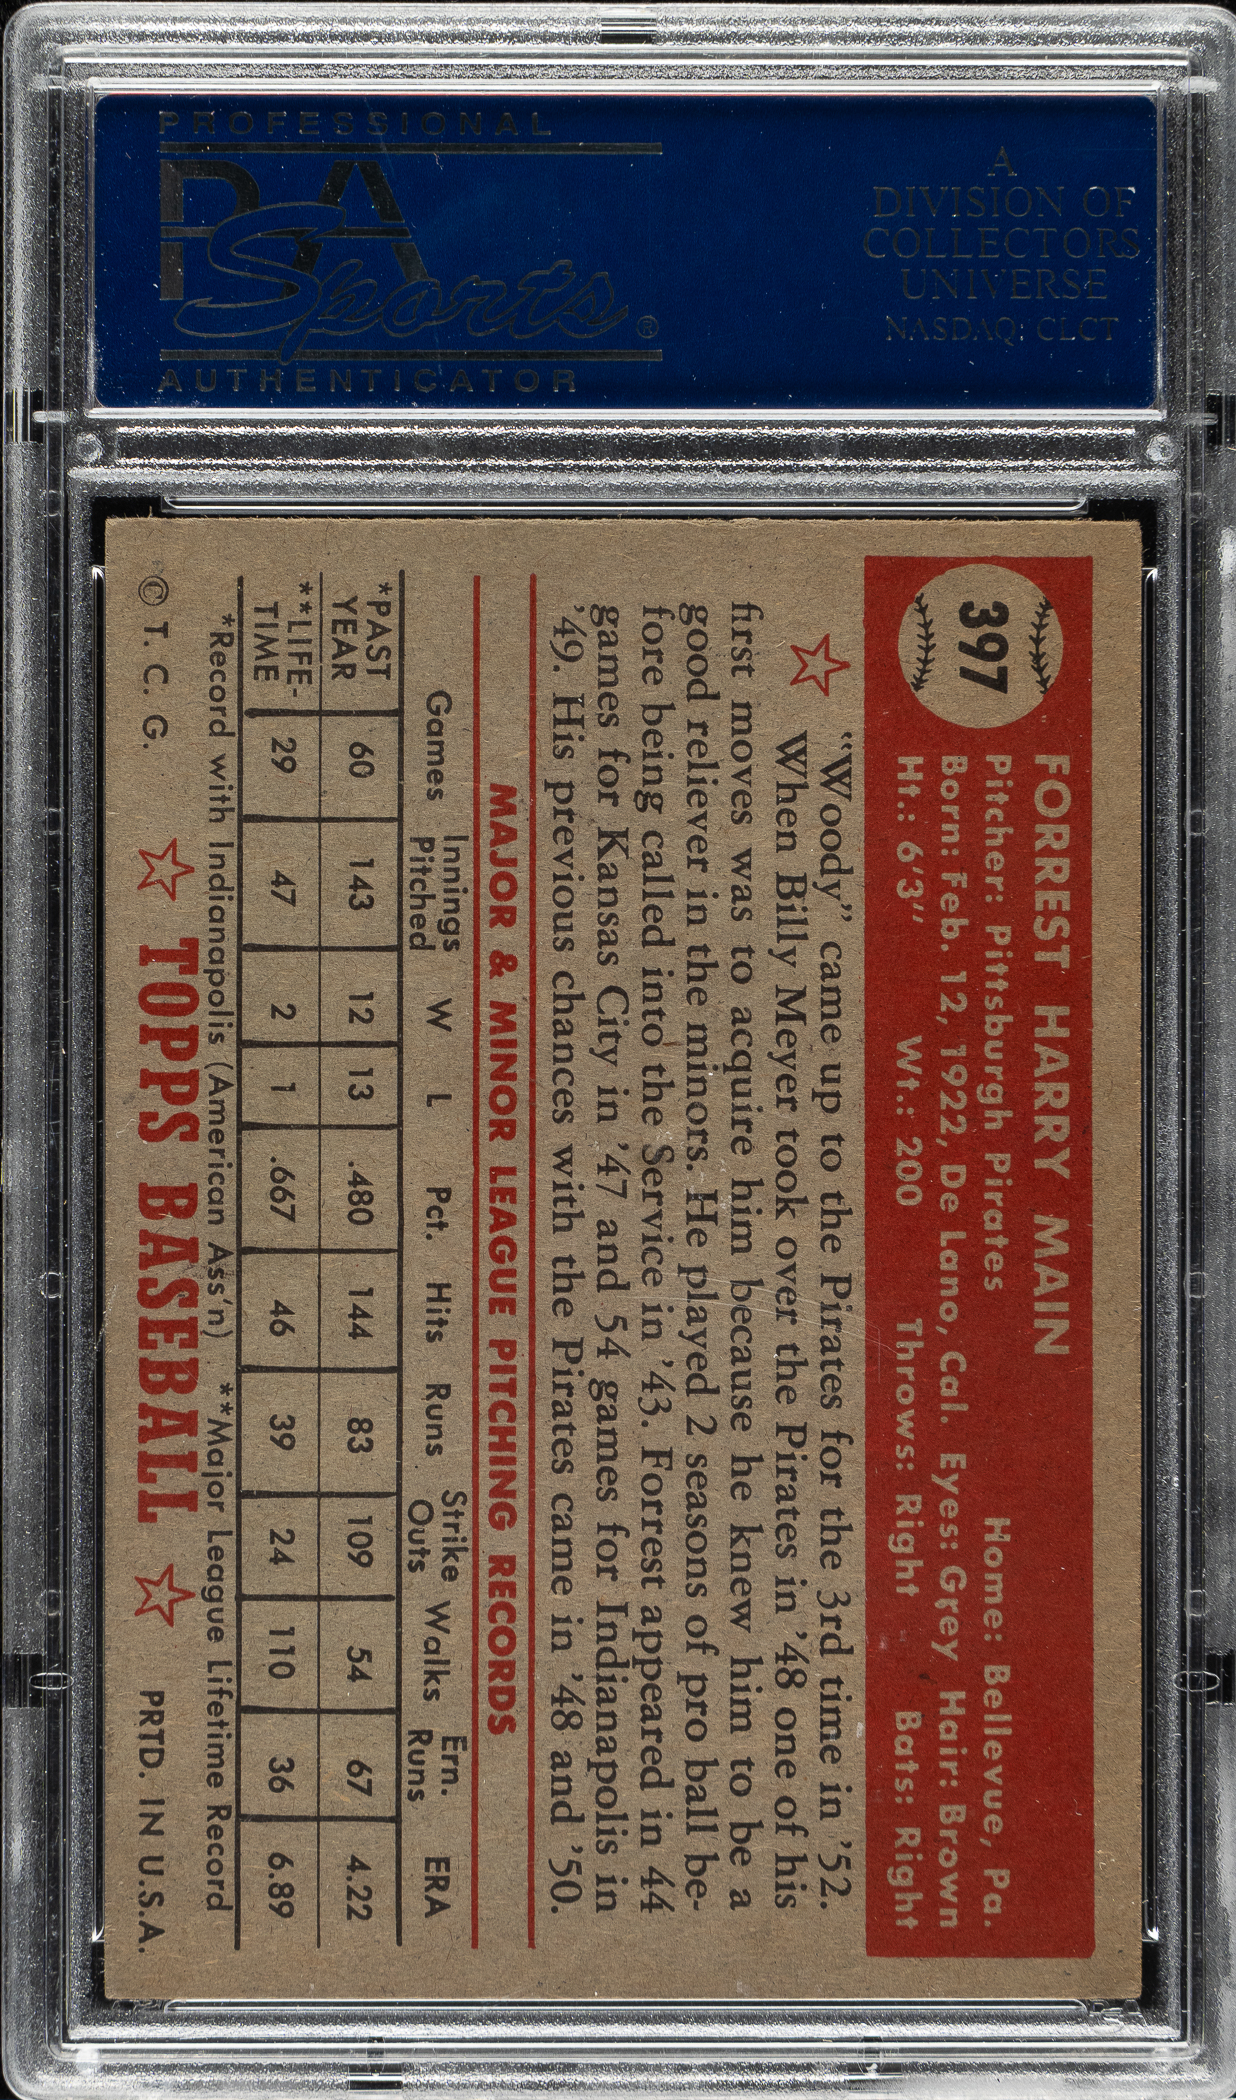 PROFESSIONAL
PSA
Sports®
AUTHENTICATOR
A
DIVISION OF
COLLECTORS
UNIVERSE
NASDAQ: CLCT
397
FORREST HARRY MAIN
Pitcher: Pittsburgh Pirates Home: Bellevue, Pa.
Born: Feb. 12, 1922, De Lano, Cal. Eyes: Grey Hair: Brown
Ht.: 6'3" Wt.: 200 Throws: Right Bats: Right
"Woody" came up to the Pirates for the 3rd time in '52.
When Billy Meyer took over the Pirates in '48 one of his
first moves was to acquire him because he knew him to be a
good reliever in the minors. He played 2 seasons of pro ball be-
fore being called into the Service in '43. Forrest appeared in 44
games for Kansas City in '47 and 54 games for Indianapolis in
'49. His previous chances with the Pirates came in '48 and '50.
MAJOR & MINOR LEAGUE PITCHING RECORDS
Games Innings Pitched W L Pct. Hits Runs Strike Outs Walks Ern. Runs ERA
*PAST YEAR 60 143 12 13 .480 144 83 109 54 67 4.22
**LIFE-TIME 29 47 2 1 .667 46 39 24 110 36 6.89
*Record with Indianapolis (American Ass'n) **Major League Lifetime Record
© T. C. G. TOPPS BASEBALL PRTD. IN U.S.A.
PSA